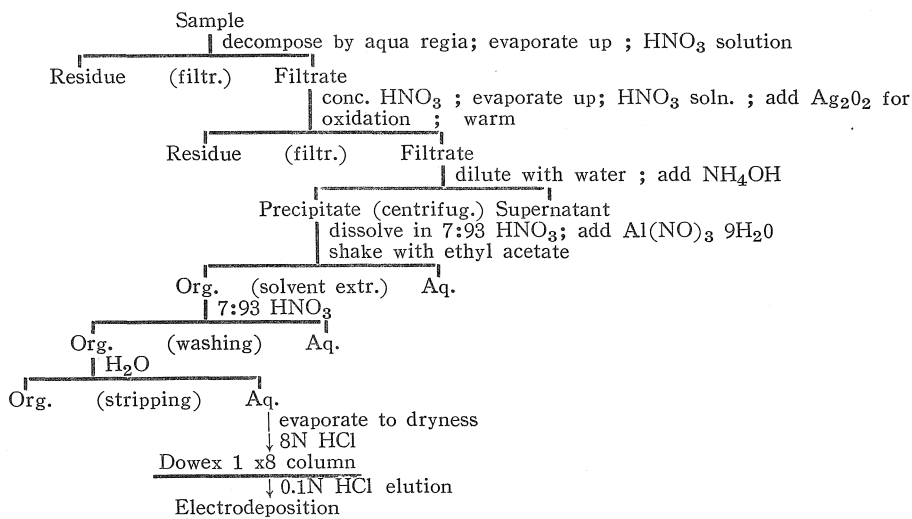 Sample
decompose by aqua regia; evaporate up ; HNO3 solution
Residue (filtr.) Filtrate
conc. HNO3 ; evaporate up; HNO3 soln. ; add Ag2O2 for
oxidation ; warm
Residue (filtr.) Filtrate
dilute with water ; add NH4OH
Precipitate (centrifug.) Supernatant
dissolve in 7:93 HNO3; add Al(NO)3 9H20
shake with ethyl acetate
Org. (solvent extr.) Aq.
7:93 HNO3
Org. (washing) Aq.
H2O
Org. (stripping) Aq.
evaporate to dryness
↓ 8N HCl
Dowex 1 x8 column
↓ 0.1N HCl elution
Electrodeposition